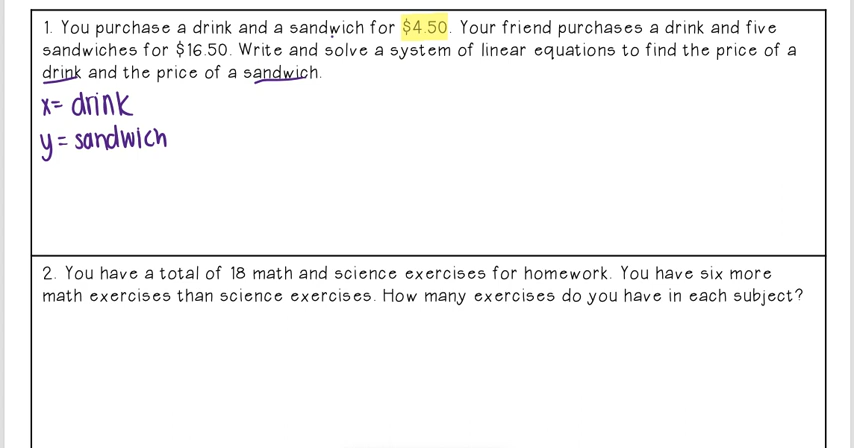 1. You purchase a drink and a sandwich for $4.50. Your friend purchases a drink and five
sandwiches for $16.50. Write and solve a system of linear equations to find the price of a
drink and the price of a sandwich.
x= drink
y= sandwich
2. You have a total of 18 math and science exercises for homework. You have six more
math exercises than science exercises. How many exercises do you have in each subject?